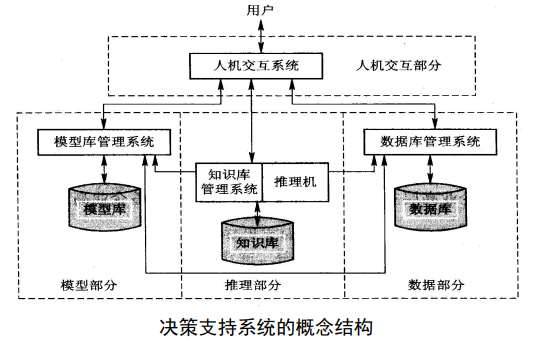 用户
人机交互系统
人机交互部分
模型库管理系统
数据库管理系统
知识库
管理系统
推理机
模型库
数据库
知识库
模型部分
推理部分
数据部分
决策支持系统的概念结构